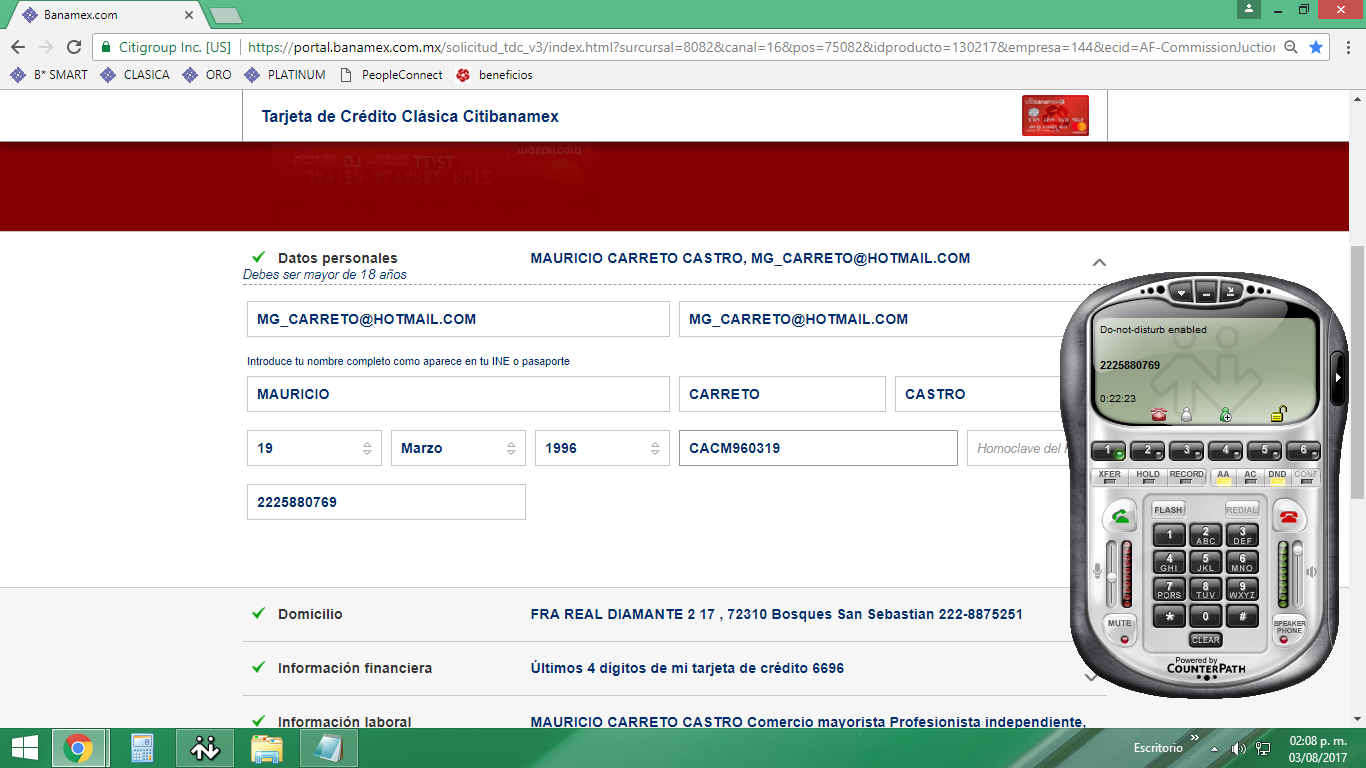 Banamex.com
Citigroup Inc. [US] https://portal.banamex.com.mx/solicitud_tdc_v3/index.html?surcursal=8082&canal=16&pos=75082&idproducto=130217&empresa=144&ecid=AF-CommissionJuctior
B* SMART CLASICA ORO PLATINUM PeopleConnect beneficios
Tarjeta de Crédito Clásica Citibanamex
citibanamex
mastercard
JAVIER ALVAREZ RUIZ
Datos personales MAURICIO CARRETO CASTRO, MG_CARRETO@HOTMAIL.COM
Debes ser mayor de 18 años
MG_CARRETO@HOTMAIL.COM MG_CARRETO@HOTMAIL.COM
Introduce tu nombre completo como aparece en tu INE o pasaporte
MAURICIO CARRETO CASTRO
19 Marzo 1996 CACM960319 Homoclave del
2225880769
Domicilio FRA REAL DIAMANTE 2 17 , 72310 Bosques San Sebastian 222-8875251
Información financiera Últimos 4 dígitos de mi tarjeta de crédito 6696
Información laboral MAURICIO CARRETO CASTRO Comercio mayorista Profesionista independiente,
Do-not-disturb enabled
2225880769
0:22:23
1 2 3 4 5 6
XFER HOLD RECORD AA AC DND CONF
FLASH REDIAL
1 2 ABC 3 DEF
4 GHI 5 JKL 6 MNO
7 PQRS 8 TUV 9 WXYZ
* 0 #
MUTE CLEAR SPEAKER PHONE
Powered by
COUNTERPATH
Escritorio
02:08 p. m.
03/08/2017